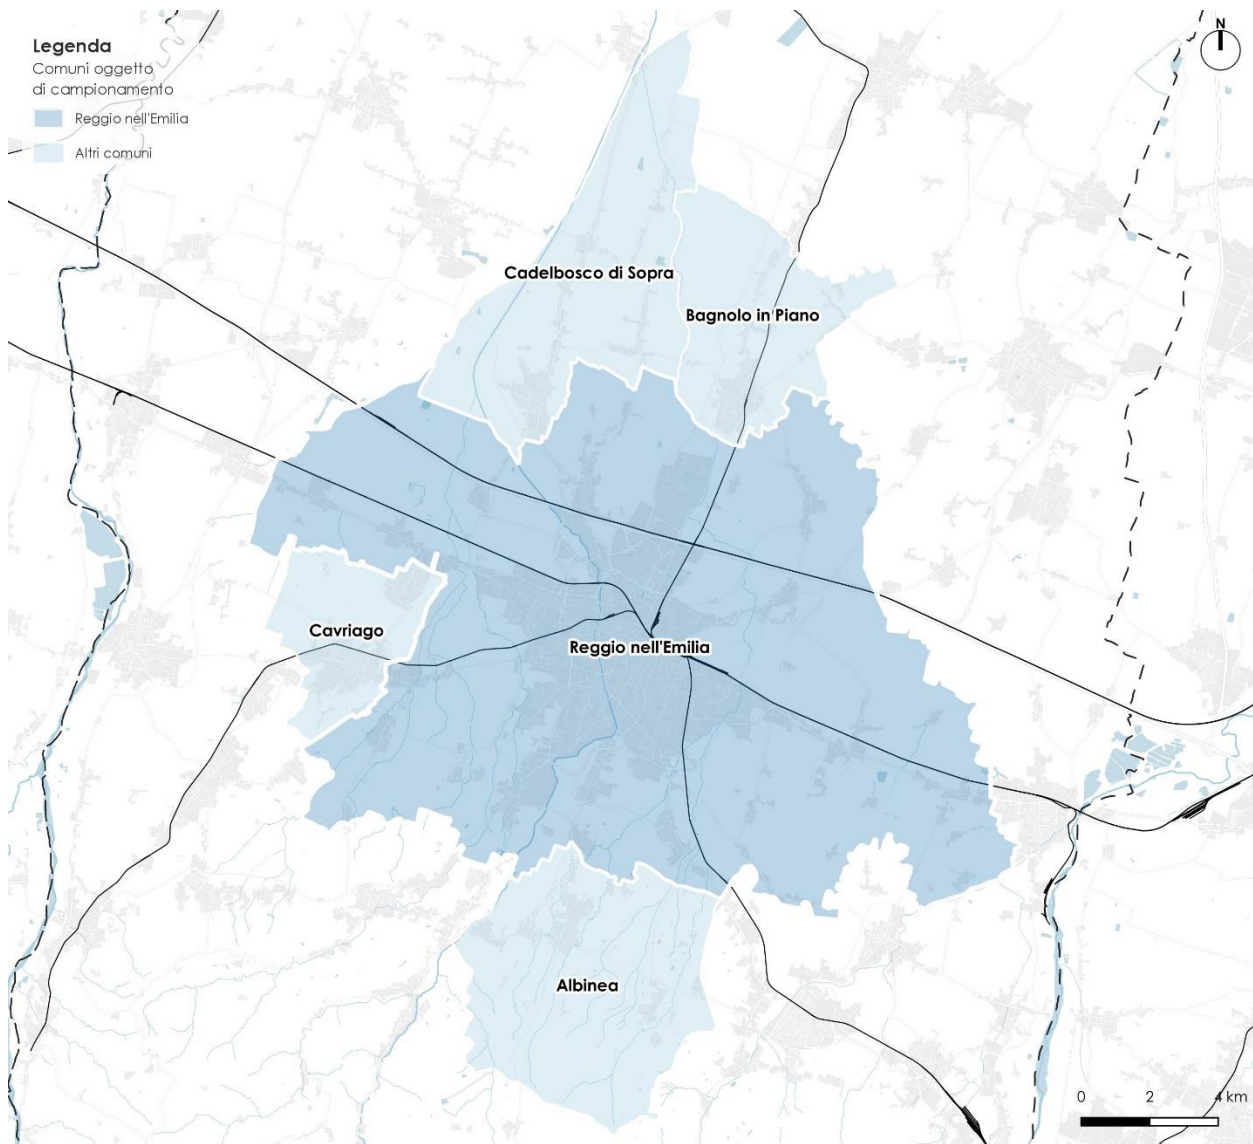 Legenda
Comuni oggetto
di campionamento
Reggio nell'Emilia
Altri comuni
N
Cadelbosco di Sopra
Bagnolo in Piano
Cavriago
Reggio nell'Emilia
Albinea
0 2 4 km